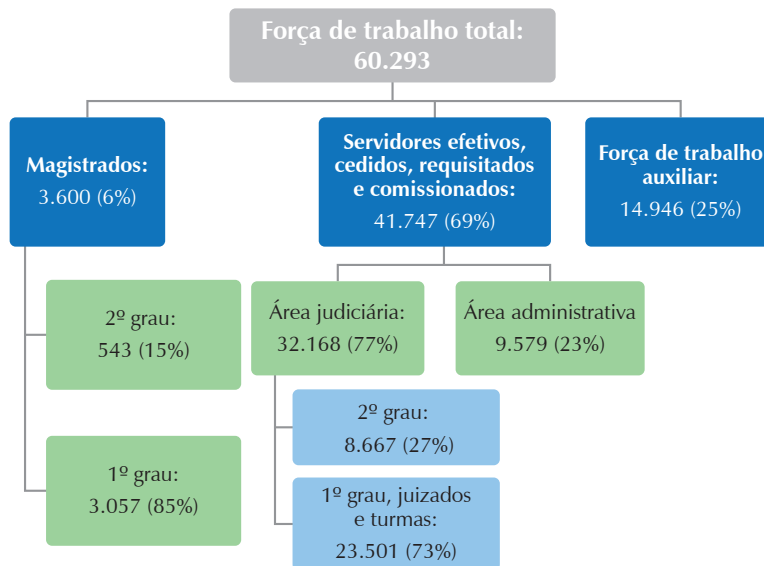 Força de trabalho total:
60.293
Magistrados:
3.600 (6%)
Servidores efetivos,
cedidos, requisitados
e comissionados:
41.747 (69%)
Força de trabalho
auxiliar:
14.946 (25%)
2º grau:
543 (15%)
1º grau:
3.057 (85%)
Área judiciária:
32.168 (77%)
Área administrativa
9.579 (23%)
2º grau:
8.667 (27%)
1º grau, juizados
e turmas:
23.501 (73%)